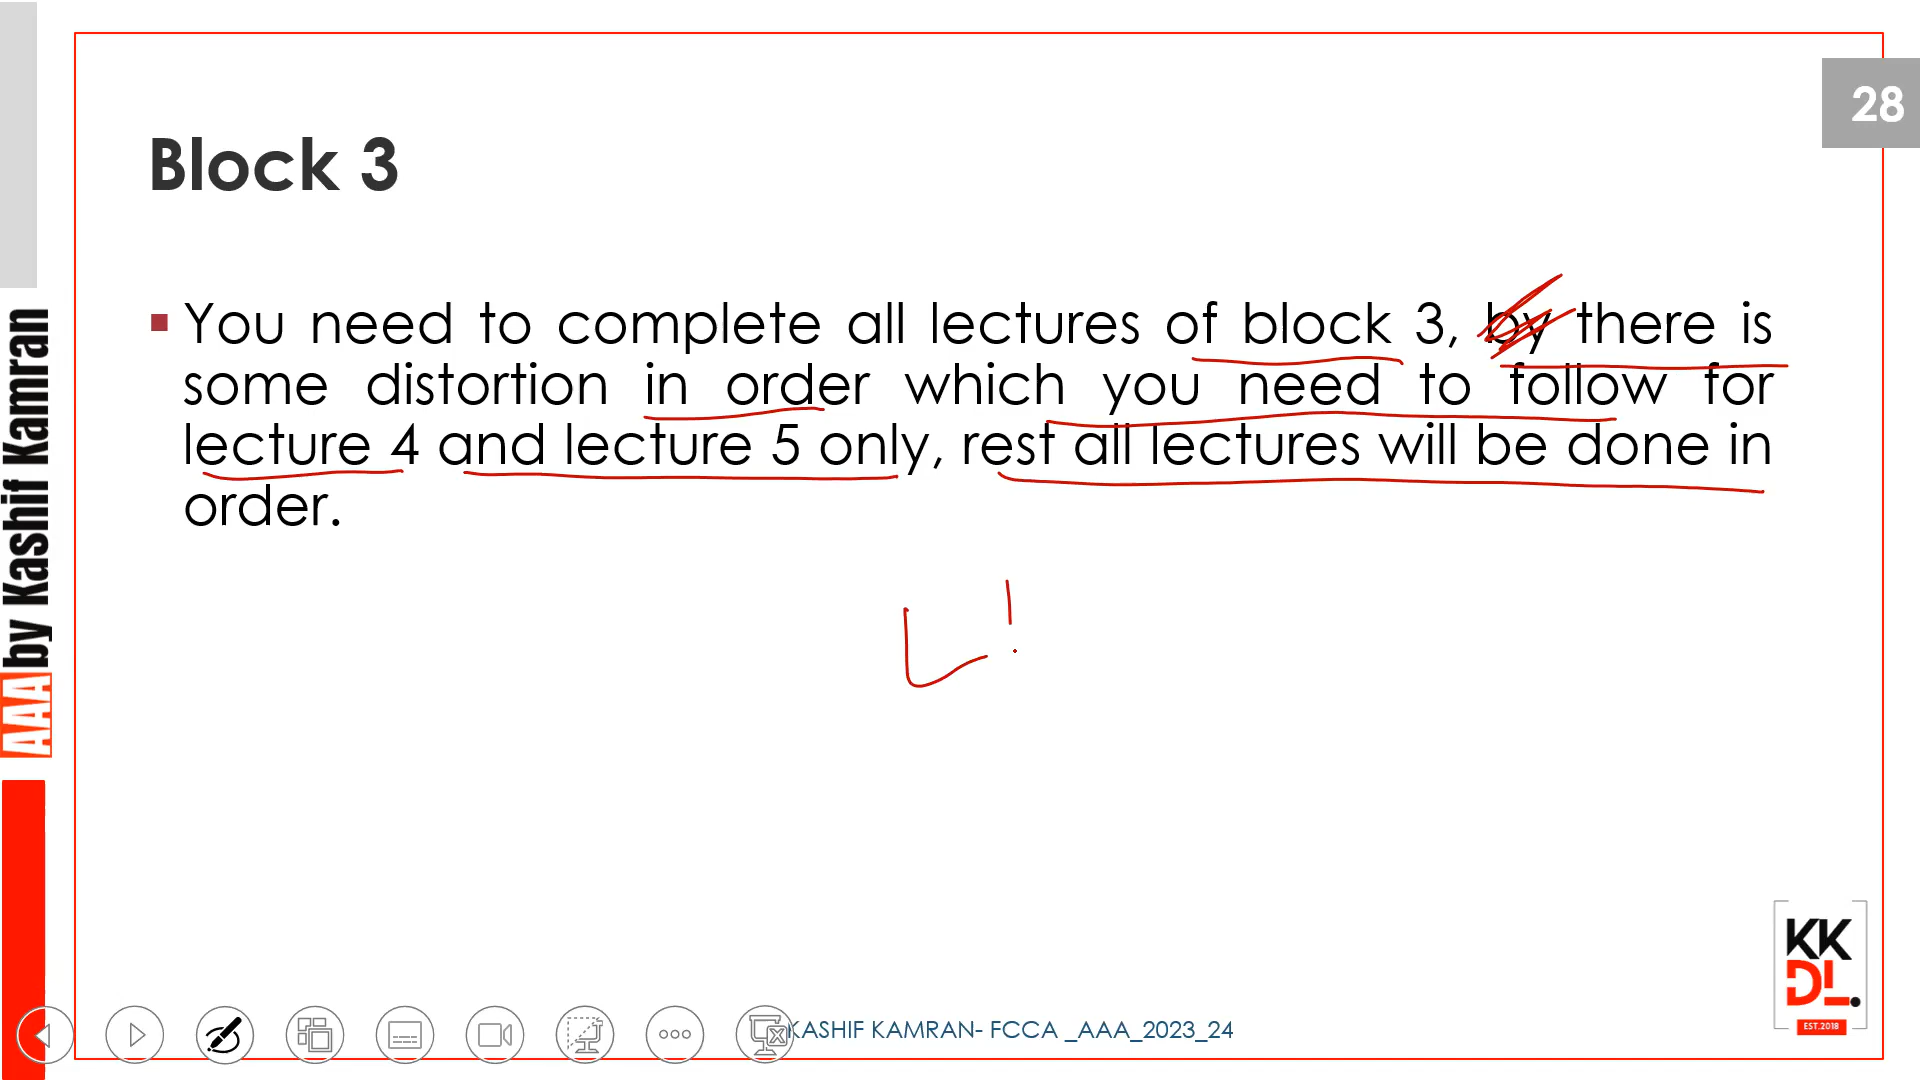 28
Block 3
You need to complete all lectures of block 3, by there is
some distortion in order which you need to follow for
lecture 4 and lecture 5 only, rest all lectures will be done in
order.
L1
AAA by Kashif Kamran
KK
DL.
EST.2018
KASHIF KAMRAN- FCCA _AAA_2023_24